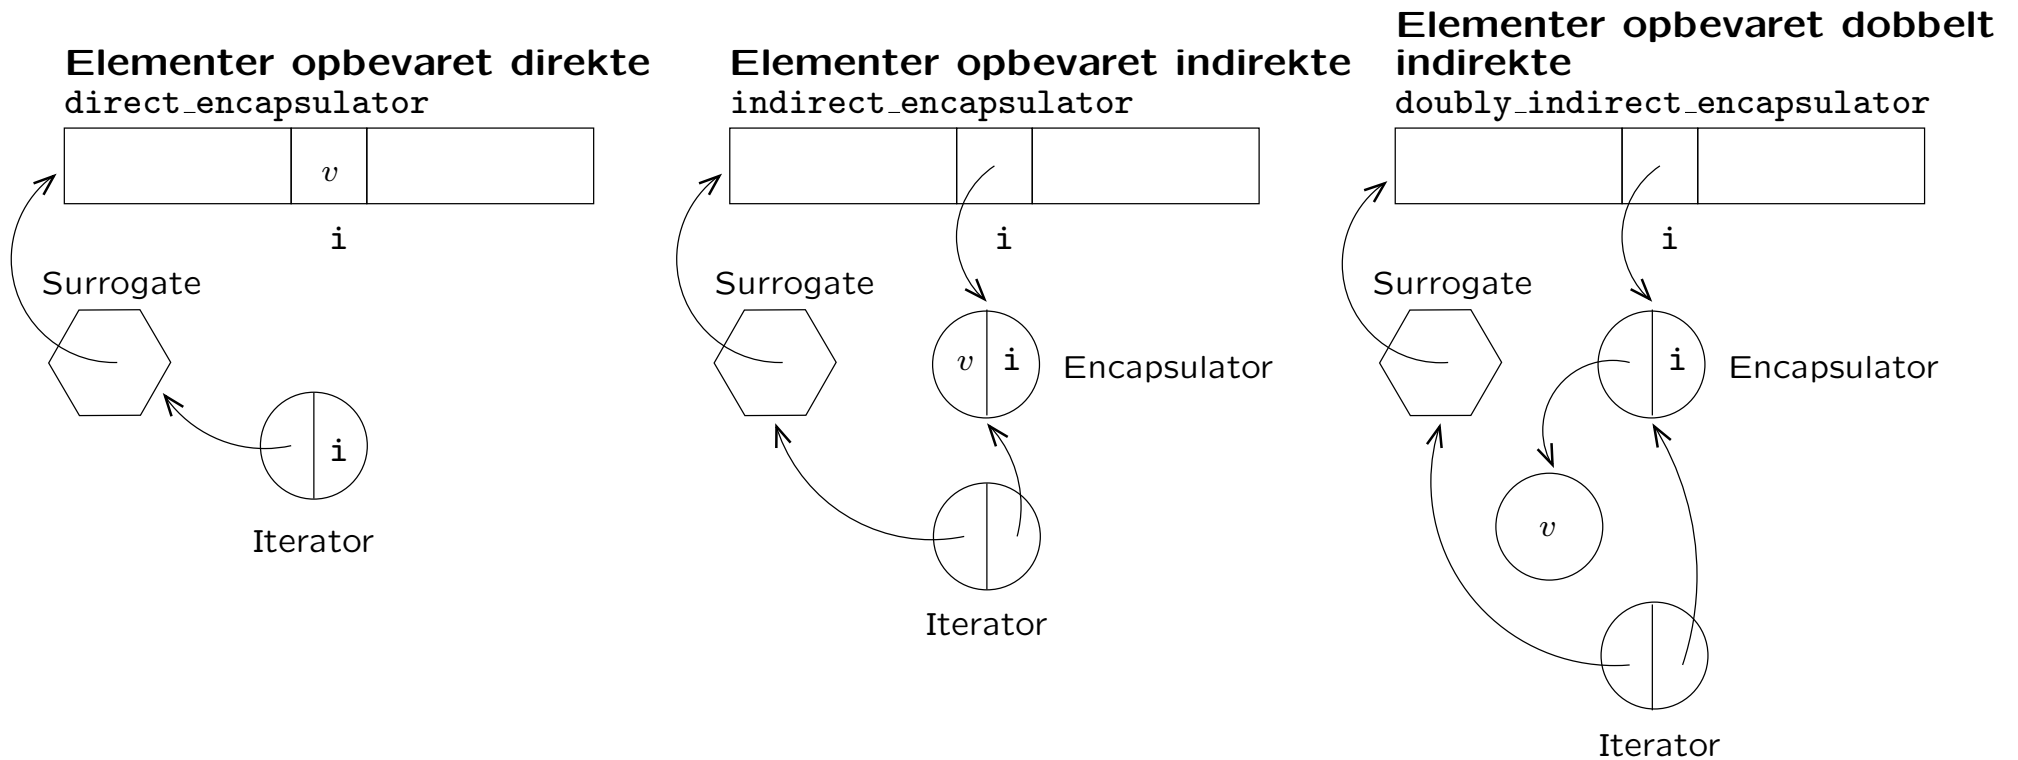 Elementer opbevaret direkte
direct_encapsulator
v
i
Surrogate
i
Iterator
Elementer opbevaret indirekte
indirect_encapsulator
i
Surrogate
v i
Encapsulator
Iterator
Elementer opbevaret dobbelt
indirekte
doubly_indirect_encapsulator
i
Surrogate
i
Encapsulator
v
Iterator